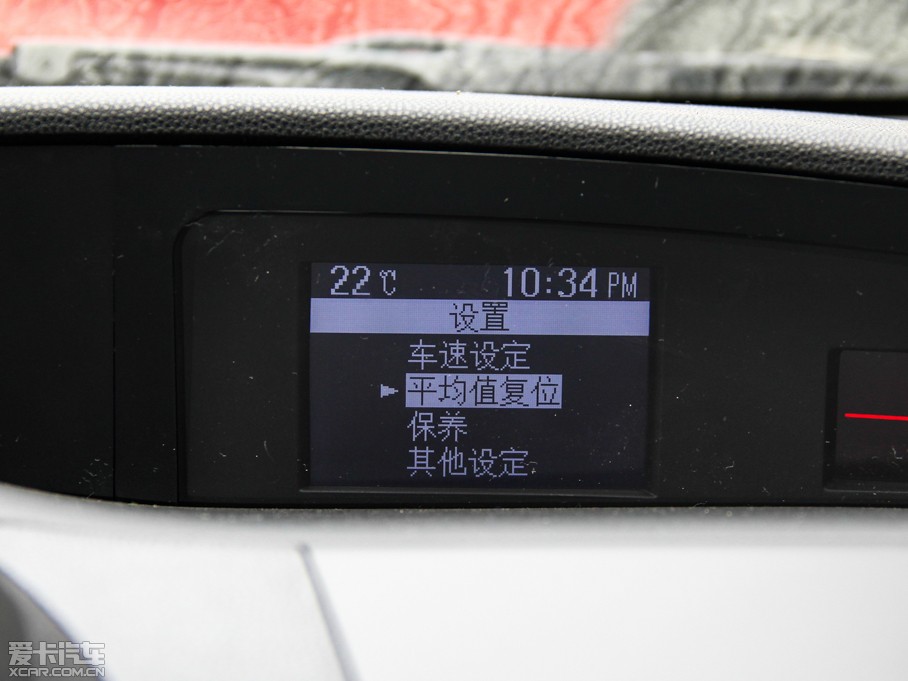 22℃ 10:34 PM
设置
车速设定
平均值复位
保养
其他设定
爱卡汽车
XCAR.COM.CN